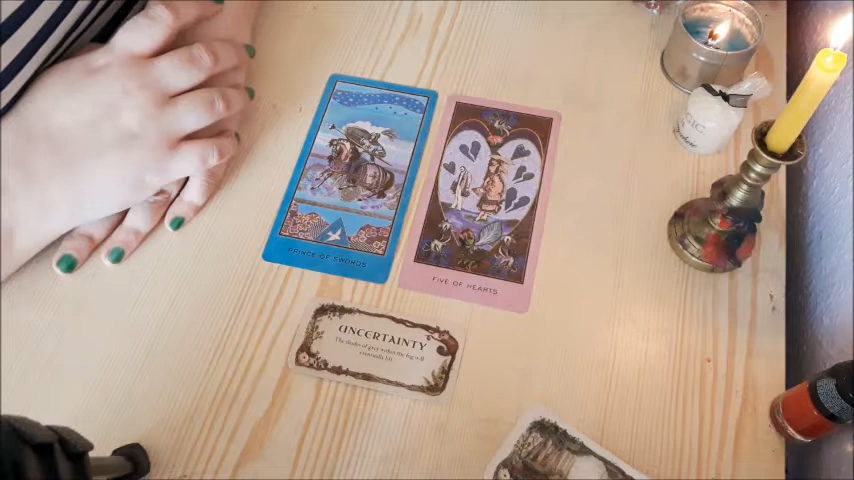 PRINCE OF SWORDS
FIVE OF HEARTS
UNCERTAINTY
The shades of grey within the fog will
eventually lift.